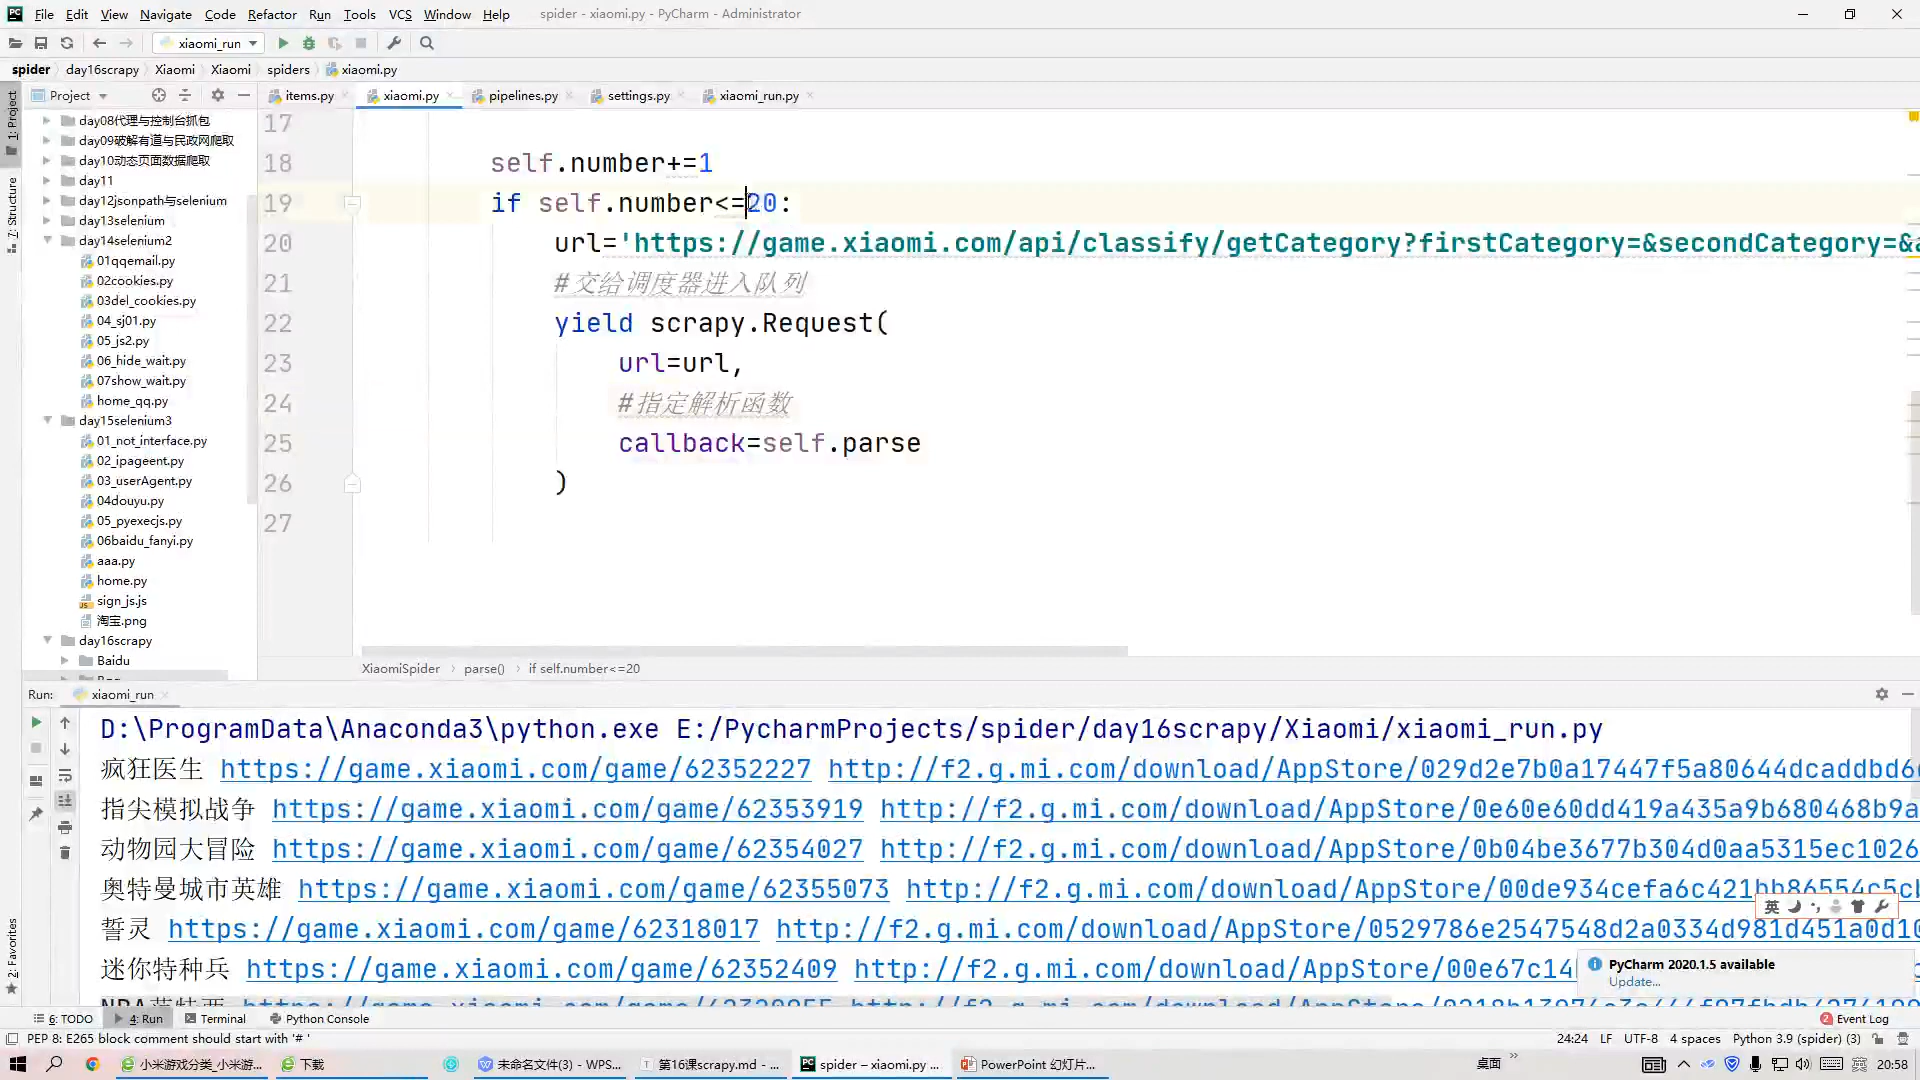 File Edit View Navigate Code Refactor Run Tools VCS Window Help spider - xiaomi.py - PyCharm - Administrator
xiaomi_run
spider day16scrapy Xiaomi Xiaomi spiders xiaomi.py
Project items.py xiaomi.py pipelines.py settings.py xiaomi_run.py
1: Project
7: Structure
2: Favorites
day08代理与控制台抓包
day09破解有道与民政网爬取
day10动态页面数据爬取
day11
day12jsonpath与selenium
day13selenium
day14selenium2
01qqemail.py
02cookies.py
03del_cookies.py
04_sj01.py
05_js2.py
06_hide_wait.py
07show_wait.py
home_qq.py
day15selenium3
01_not_interface.py
02_ipageent.py
03_userAgent.py
04douyu.py
05_pyexecjs.py
06baidu_fanyi.py
aaa.py
home.py
sign_js.js
淘宝.png
day16scrapy
Baidu
17
18 self.number+=1
19 if self.number<=20:
20 url='https://game.xiaomi.com/api/classify/getCategory?firstCategory=&secondCategory=&a
21 #交给调度器进入队列
22 yield scrapy.Request(
23 url=url,
24 #指定解析函数
25 callback=self.parse
26 )
27
XiaomiSpider parse() if self.number<=20
Run: xiaomi_run
D:\ProgramData\Anaconda3\python.exe E:/PycharmProjects/spider/day16scrapy/Xiaomi/xiaomi_run.py
疯狂医生 https://game.xiaomi.com/game/62352227 http://f2.g.mi.com/download/AppStore/029d2e7b0a17447f5a80644dcaddbd6
指尖模拟战争 https://game.xiaomi.com/game/62353919 http://f2.g.mi.com/download/AppStore/0e60e60dd419a435a9b680468b9a
动物园大冒险 https://game.xiaomi.com/game/62354027 http://f2.g.mi.com/download/AppStore/0b04be3677b304d0aa5315ec1026
奥特曼城市英雄 https://game.xiaomi.com/game/62355073 http://f2.g.mi.com/download/AppStore/00de934cefa6c421bb86554c5cb
誓灵 https://game.xiaomi.com/game/62318017 http://f2.g.mi.com/download/AppStore/0529786e2547548d2a0334d981d451a0d10
迷你特种兵 https://game.xiaomi.com/game/62352409 http://f2.g.mi.com/download/AppStore/00e67c14
英
PyCharm 2020.1.5 available
Update...
6: TODO 4: Run Terminal Python Console 2 Event Log
PEP 8: E265 block comment should start with '# ' 24:24 LF UTF-8 4 spaces Python 3.9 (spider) (3)
小米游戏分类_小米游... 下载 未命名文件(3) - WPS... 第16课scrapy.md - ... spider – xiaomi.py ... PowerPoint 幻灯片... 桌面 英 20:58